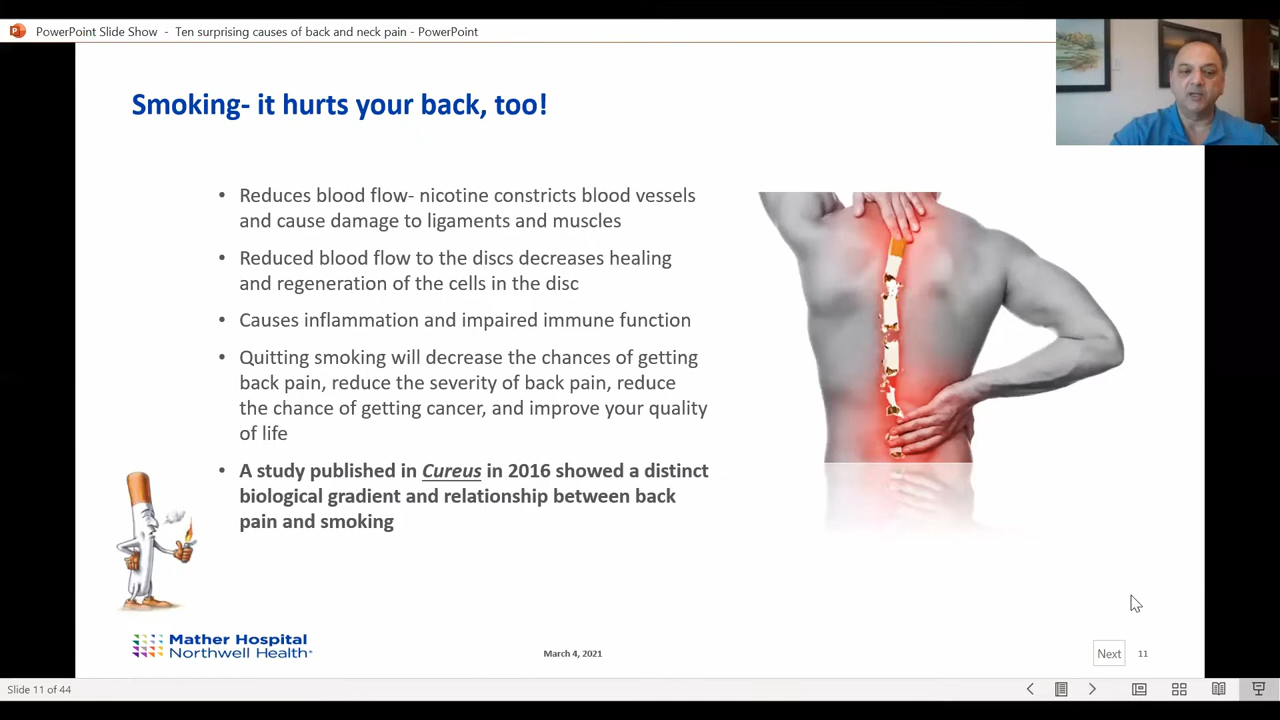 PowerPoint Slide Show - Ten surprising causes of back and neck pain - PowerPoint
Smoking- it hurts your back, too!
• Reduces blood flow- nicotine constricts blood vessels
and cause damage to ligaments and muscles
• Reduced blood flow to the discs decreases healing
and regeneration of the cells in the disc
• Causes inflammation and impaired immune function
• Quitting smoking will decrease the chances of getting
back pain, reduce the severity of back pain, reduce
the chance of getting cancer, and improve your quality
of life
• A study published in Cureus in 2016 showed a distinct
biological gradient and relationship between back
pain and smoking
Mather Hospital
Northwell Health
March 4, 2021
Next
11
Slide 11 of 44